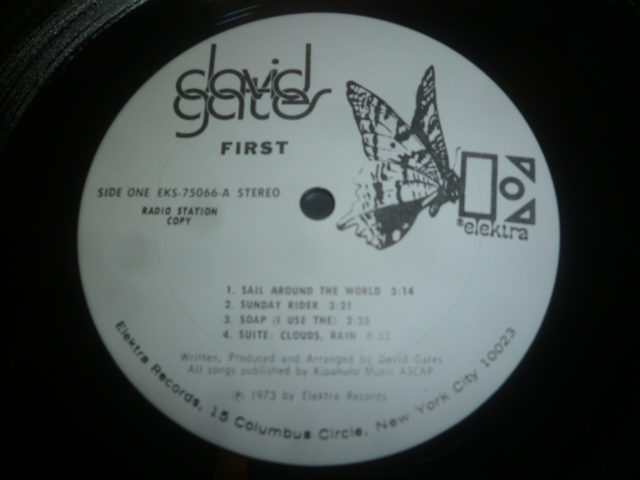 david
gates
FIRST
SIDE ONE EKS-75066-A STEREO
RADIO STATION
COPY
elektra
1. SAIL AROUND THE WORLD 3:14
2. SUNDAY RIDER 3:21
3. SOAP (I USE THE) 2:25
4. SUITE: CLOUDS, RAIN 8:52
Written, Produced and Arranged by David Gates
All songs published by Kipahulu Music ASCAP
℗ 1973 by Elektra Records
Elektra Records, 15 Columbus Circle, New York City 10023